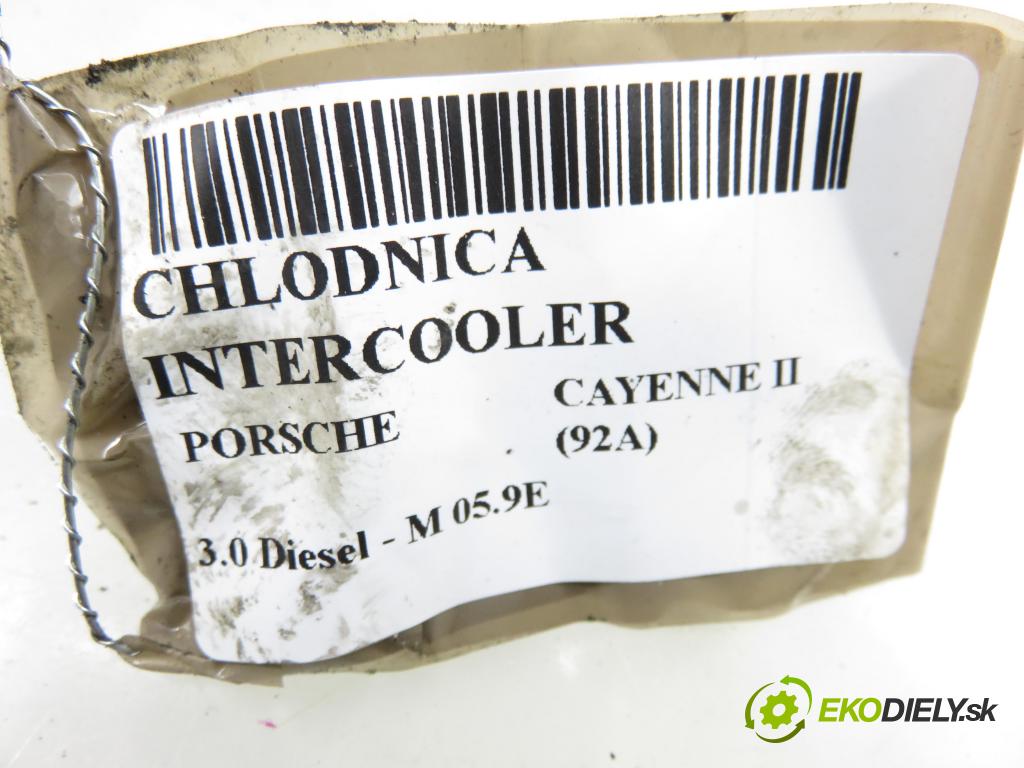 CHLODNICA
INTERCOOLER
PORSCHE CAYENNE II
(92A)
3.0 Diesel - M 05.9E
EKODIELY.sk